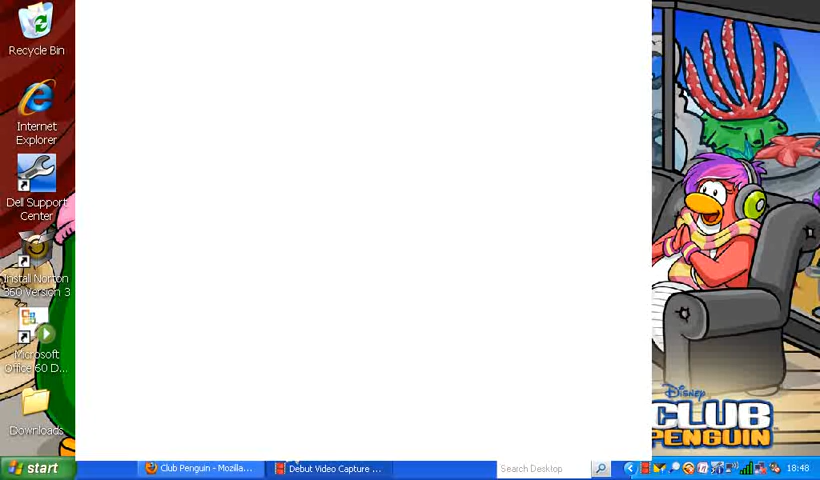 Recycle Bin
Internet
Explorer
Dell Support
Center
Install Norton
360 Version 3
Microsoft
Office 60 D...
Downloads
Disney
CLUB
PENGUIN
start
Club Penguin - Mozilla...
Debut Video Capture ...
Search Desktop
18:48